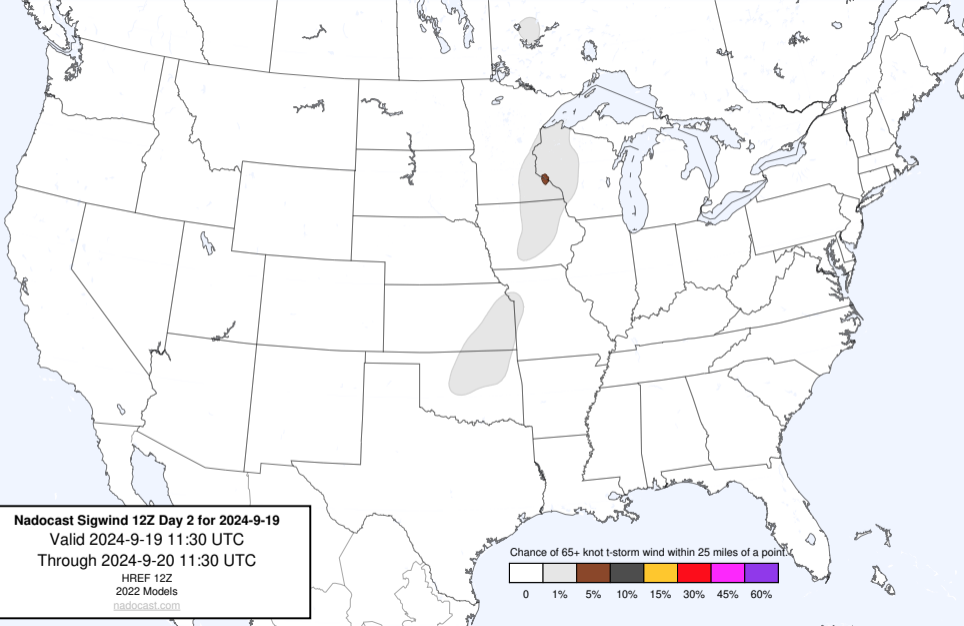 Nadocast Sigwind 12Z Day 2 for 2024-9-19
Valid 2024-9-19 11:30 UTC
Through 2024-9-20 11:30 UTC
HREF 12Z
2022 Models
nadocast.com
Chance of 65+ knot t-storm wind within 25 miles of a point.
0 1% 5% 10% 15% 30% 45% 60%